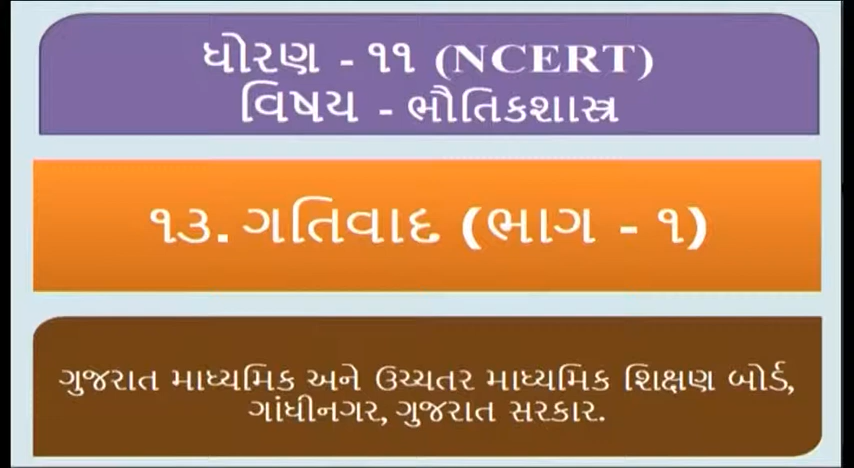 ધોરણ - ૧૧ (NCERT)
વિષય - ભૌતિકશાસ્ત્ર
૧૩. ગતિવાદ (ભાગ - ૧)
ગુજરાત માધ્યમિક અને ઉચ્ચતર માધ્યમિક શિક્ષણ બોર્ડ,
ગાંધીનગર, ગુજરાત સરકાર.